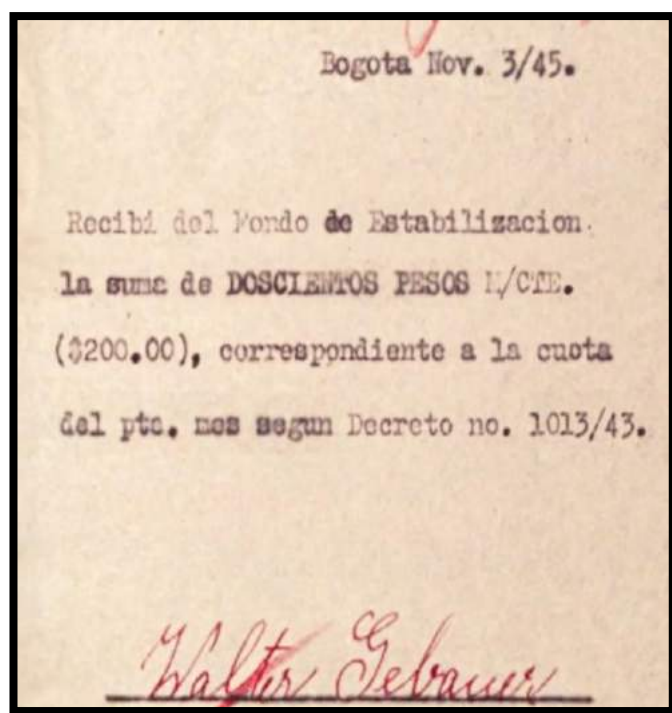 Bogota Nov. 3/45.
Recibi del Fondo de Estabilizacion.
la suma de DOSCIENTOS PESOS M/CTE.
($200.00), correspondiente a la cuota
del pte. mes segun Decreto no. 1013/43.
Walter Gebauer